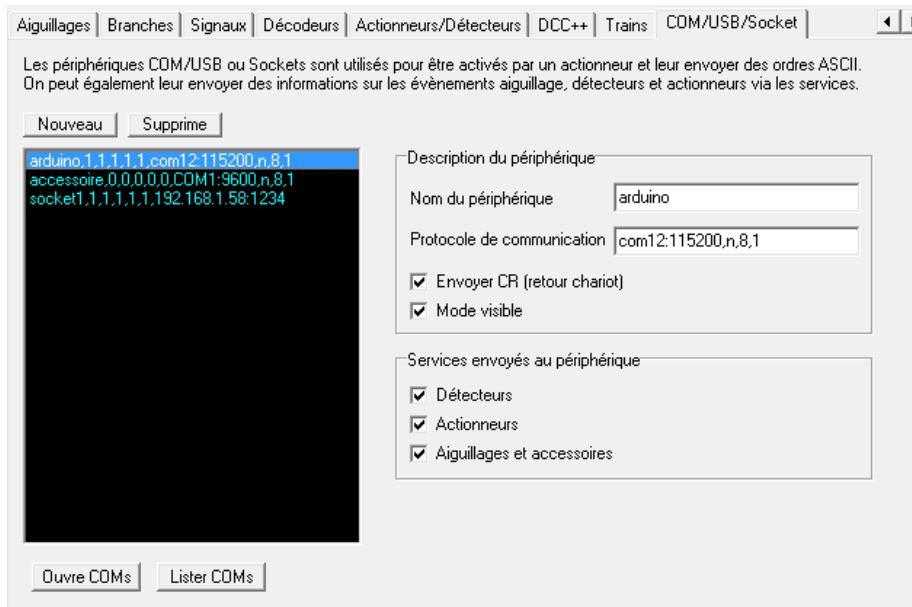 Aiguillages Branches Signaux Décodeurs Actionneurs/Détecteurs DCC++ Trains COM/USB/Socket
Les périphériques COM/USB ou Sockets sont utilisés pour être activés par un actionneur et leur envoyer des ordres ASCII.
On peut également leur envoyer des informations sur les évènements aiguillage, détecteurs et actionneurs via les services.
Nouveau Supprime
arduino,1,1,1,1,1,com12:115200,n,8,1
accessoire,0,0,0,0,0,COM1:9600,n,8,1
socket1,1,1,1,1,1,192.168.1.58:1234
Description du périphérique
Nom du périphérique arduino
Protocole de communication com12:115200,n,8,1
Envoyer CR (retour chariot)
Mode visible
Services envoyés au périphérique
Détecteurs
Actionneurs
Aiguillages et accessoires
Ouvre COMs Lister COMs